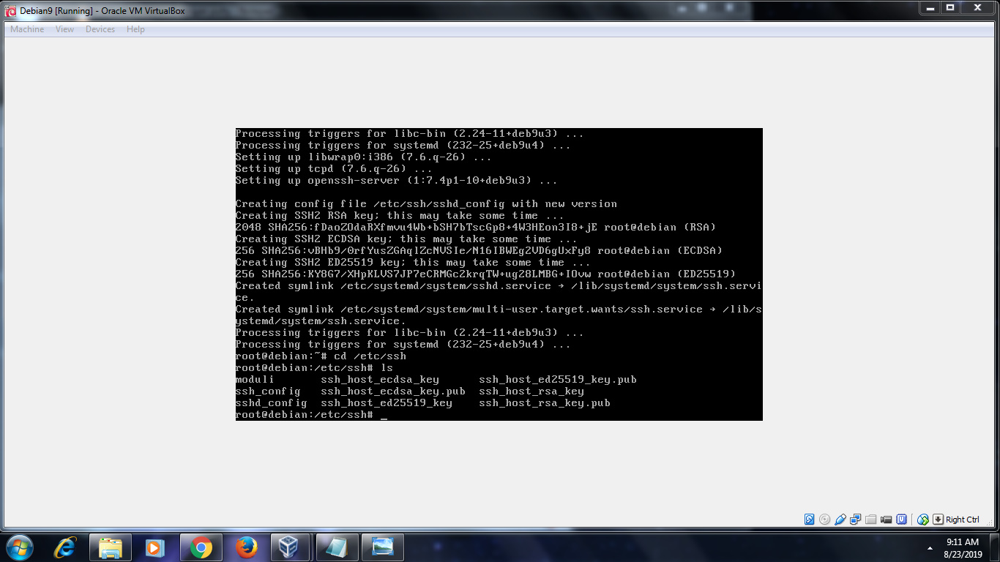 Debian9 [Running] - Oracle VM VirtualBox
Machine View Devices Help
Processing triggers for libc-bin (2.24-11+deb9u3) ...
Processing triggers for systemd (232-25+deb9u4) ...
Setting up libwrap0:i386 (7.6.q-26) ...
Setting up tcpd (7.6.q-26) ...
Setting up openssh-server (1:7.4p1-10+deb9u3) ...
Creating config file /etc/ssh/sshd_config with new version
Creating SSH2 RSA key; this may take some time ...
2048 SHA256:fDaoZOdaRXfmvu4Wb+bSH7bTscGp8+4W3HEon3I8+jE root@debian (RSA)
Creating SSH2 ECDSA key; this may take some time ...
256 SHA256:vBHb9/0rfYusZGAqlZcNVSIe/N16IBWEg2VD6gUxFy8 root@debian (ECDSA)
Creating SSH2 ED25519 key; this may take some time ...
256 SHA256:KY8G7/XHpKLVS7JP7eCRMGc2krqTW+ug28LMBG+IOvw root@debian (ED25519)
Created symlink /etc/systemd/system/sshd.service → /lib/systemd/system/ssh.servi
ce.
Created symlink /etc/systemd/system/multi-user.target.wants/ssh.service → /lib/s
ystemd/system/ssh.service.
Processing triggers for libc-bin (2.24-11+deb9u3) ...
Processing triggers for systemd (232-25+deb9u4) ...
root@debian:~# cd /etc/ssh
root@debian:/etc/ssh# ls
moduli ssh_host_ecdsa_key ssh_host_ed25519_key.pub
ssh_config ssh_host_ecdsa_key.pub ssh_host_rsa_key
sshd_config ssh_host_ed25519_key ssh_host_rsa_key.pub
root@debian:/etc/ssh# _
Right Ctrl
9:11 AM
8/23/2019